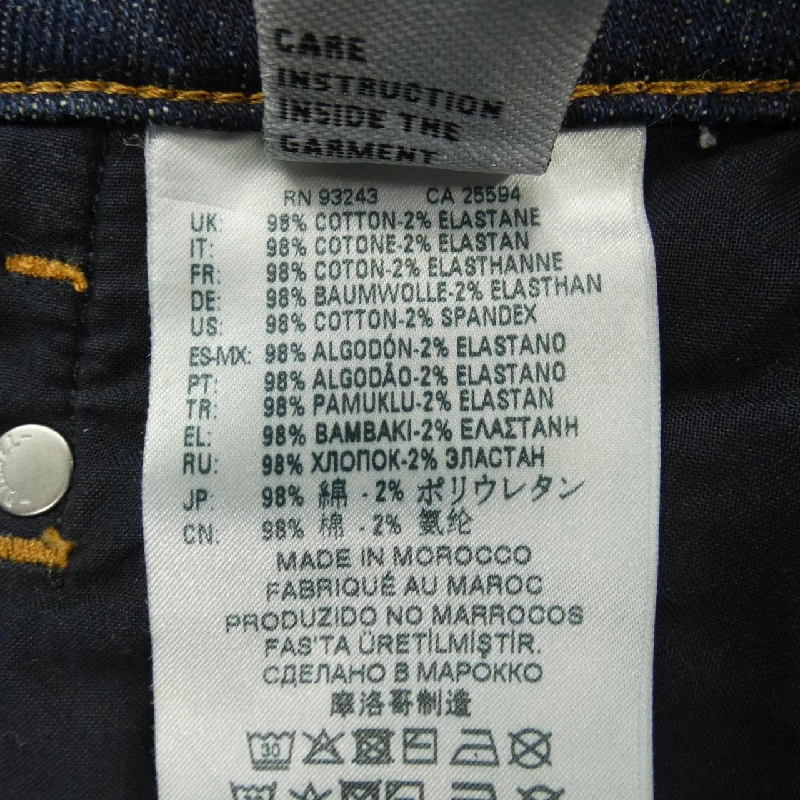 CARE
INSTRUCTION
INSIDE THE
GARMENT
RN 93243 CA 25594
UK: 98% COTTON-2% ELASTANE
IT: 98% COTONE-2% ELASTAN
FR: 98% COTON-2% ELASTHANNE
DE: 98% BAUMWOLLE-2% ELASTHAN
US: 98% COTTON-2% SPANDEX
ES-MX: 98% ALGODÓN-2% ELASTANO
PT: 98% ALGODÃO-2% ELASTANO
TR: 98% PAMUKLU-2% ELASTAN
EL: 98% ΒΑΜΒΑΚΙ-2% ΕΛΑΣΤΑΝΗ
RU: 98% ХЛОПОК-2% ЭЛАСТАН
JP: 98% 綿 - 2% ポリウレタン
CN: 98% 棉 - 2% 氨纶
MADE IN MOROCCO
FABRIQUÉ AU MAROC
PRODUZIDO NO MARROCOS
FAS'TA ÜRETİLMİŞTİR.
СДЕЛАНО В МАРОККО
摩洛哥制造
30